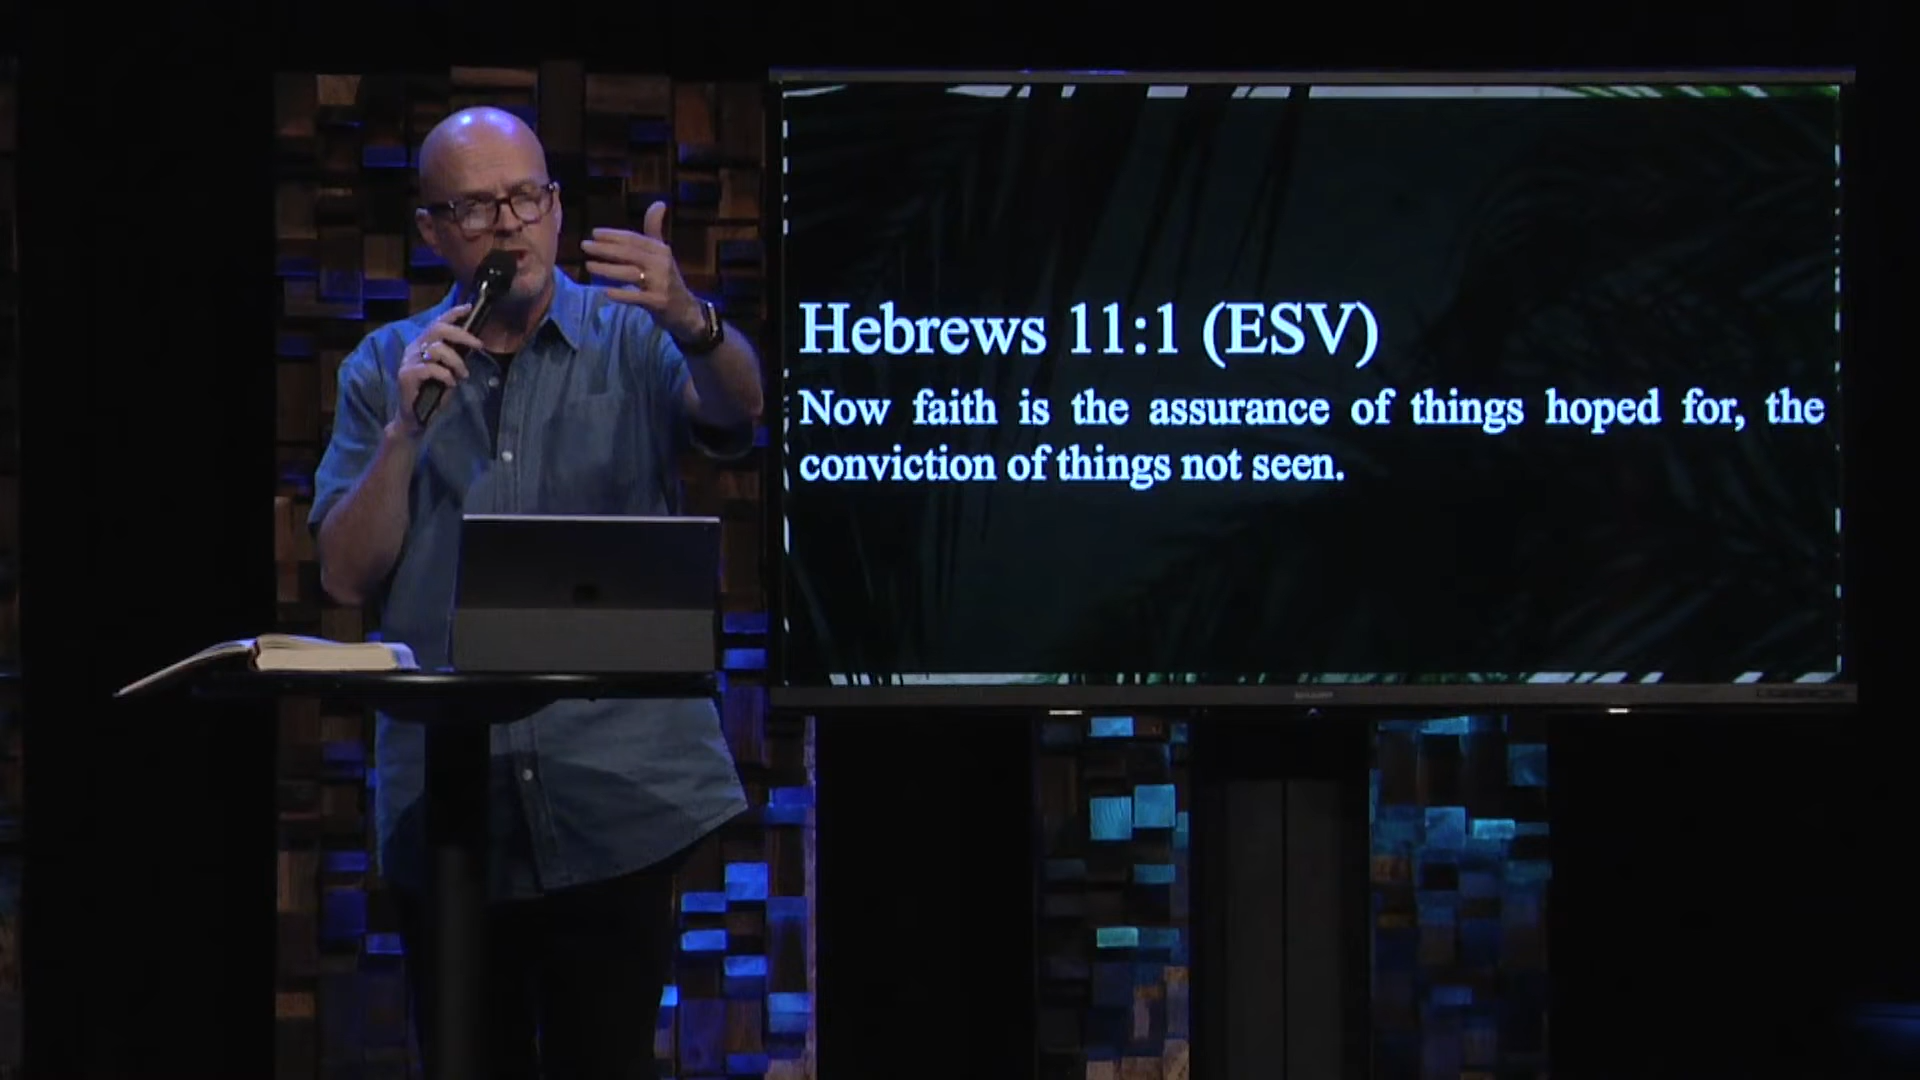 Hebrews 11:1 (ESV)
Now faith is the assurance of things hoped for, the
conviction of things not seen.